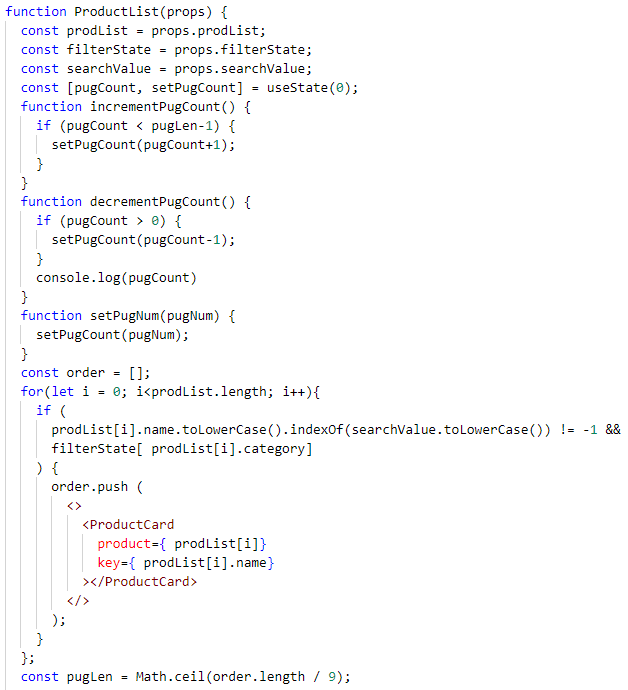 function ProductList(props) {
const prodList = props.prodList;
const filterState = props.filterState;
const searchValue = props.searchValue;
const [pugCount, setPugCount] = useState(0);
function incrementPugCount() {
if (pugCount < pugLen-1) {
setPugCount(pugCount+1);
}
}
function decrementPugCount() {
if (pugCount > 0) {
setPugCount(pugCount-1);
}
console.log(pugCount)
}
function setPugNum(pugNum) {
setPugCount(pugNum);
}
const order = [];
for(let i = 0; i<prodList.length; i++){
if (
prodList[i].name.toLowerCase().indexOf(searchValue.toLowerCase()) != -1 &&
filterState[ prodList[i].category]
) {
order.push (
<>
<ProductCard
product={ prodList[i]}
key={ prodList[i].name}
></ProductCard>
</>
);
}
};
const pugLen = Math.ceil(order.length / 9);